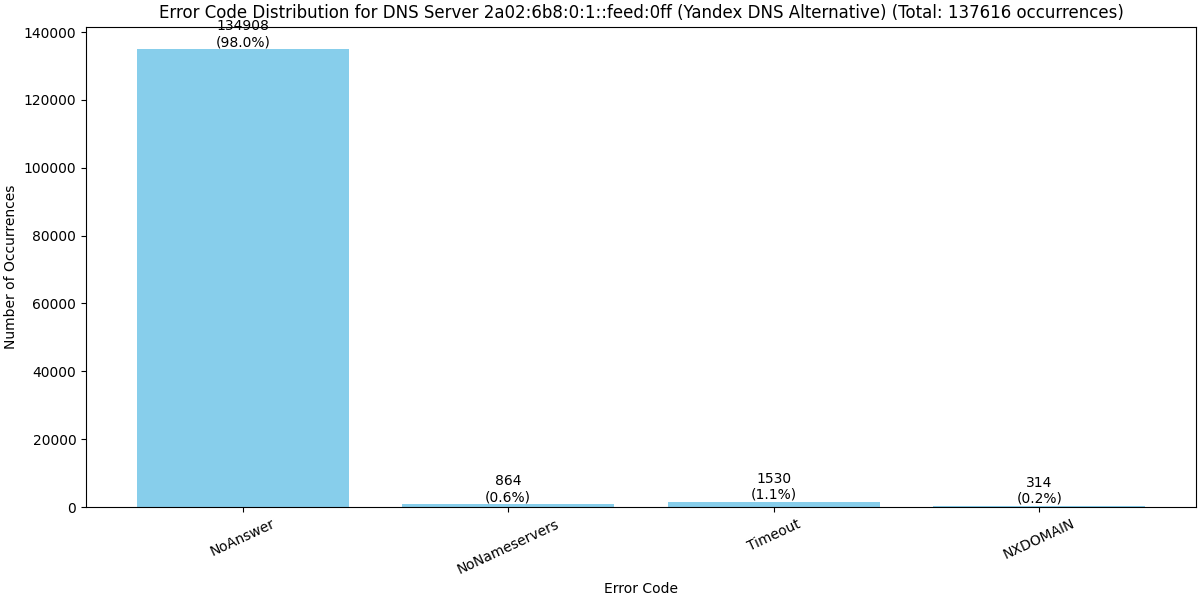 Error Code Distribution for DNS Server 2a02:6b8:0:1::feed:0ff (Yandex DNS Alternative) (Total: 137616 occurrences)
140000
120000
100000
80000
60000
40000
20000
0
Number of Occurrences
134908
(98.0%)
864
(0.6%)
1530
(1.1%)
314
(0.2%)
NoAnswer
NoNameservers
Timeout
NXDOMAIN
Error Code